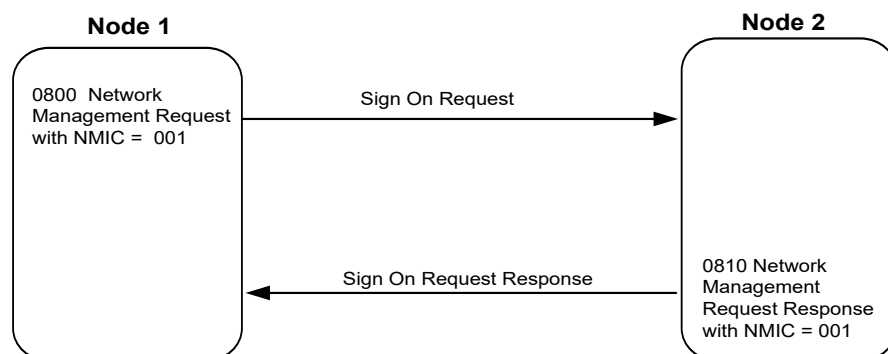 Node 1
Node 2
0800 Network
Management Request
with NMIC = 001
Sign On Request
Sign On Request Response
0810 Network
Management
Request Response
with NMIC = 001